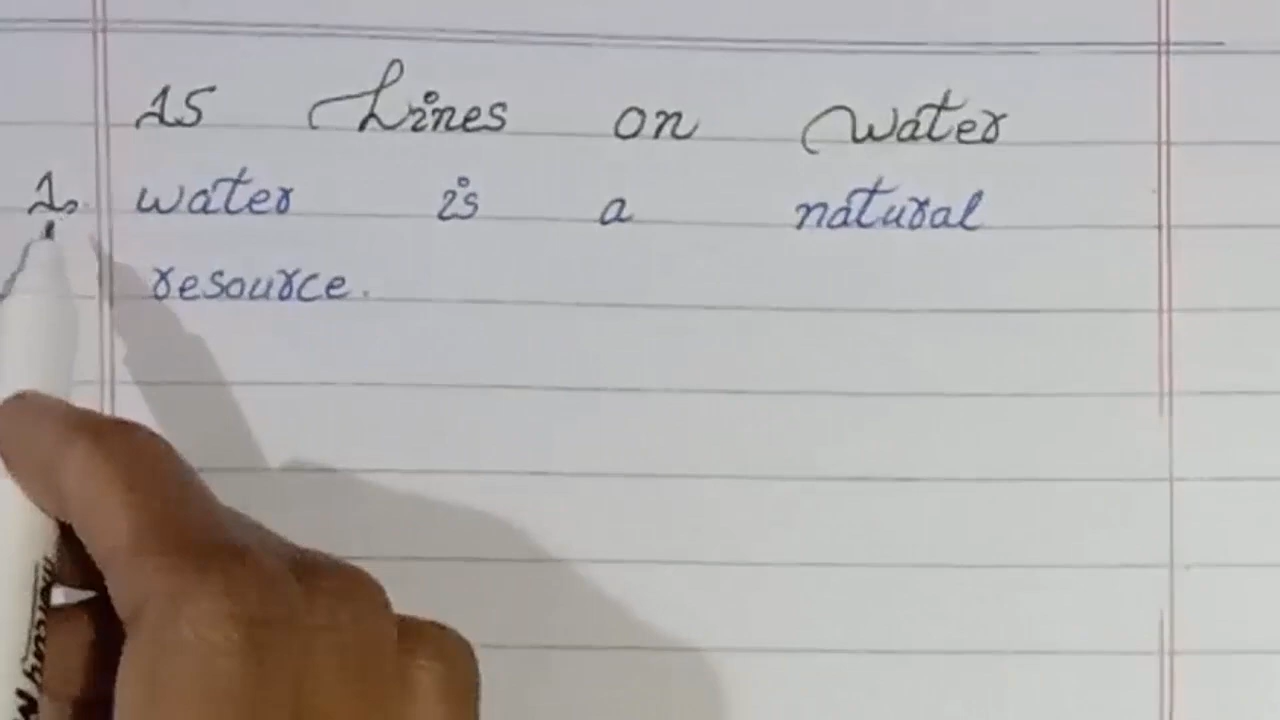 15 Lines on Water
1. water is a natural
resource.